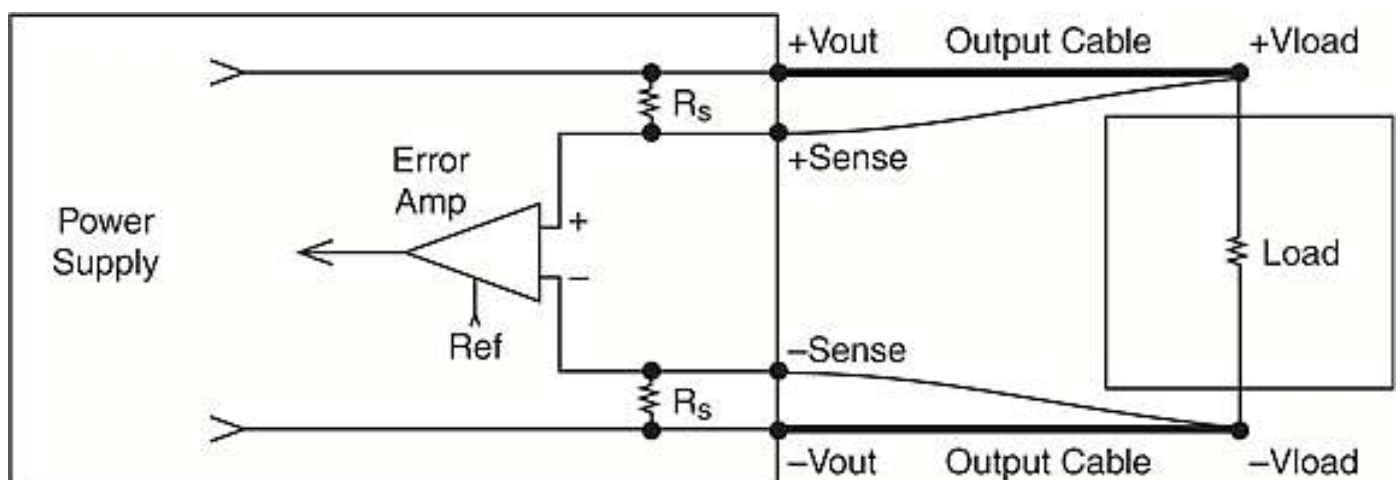 +Vout
Output Cable
+Vload
Rs
+Sense
Error
Amp
+
Power
Supply
–
Load
Ref
–Sense
Rs
–Vout
Output Cable
–Vload